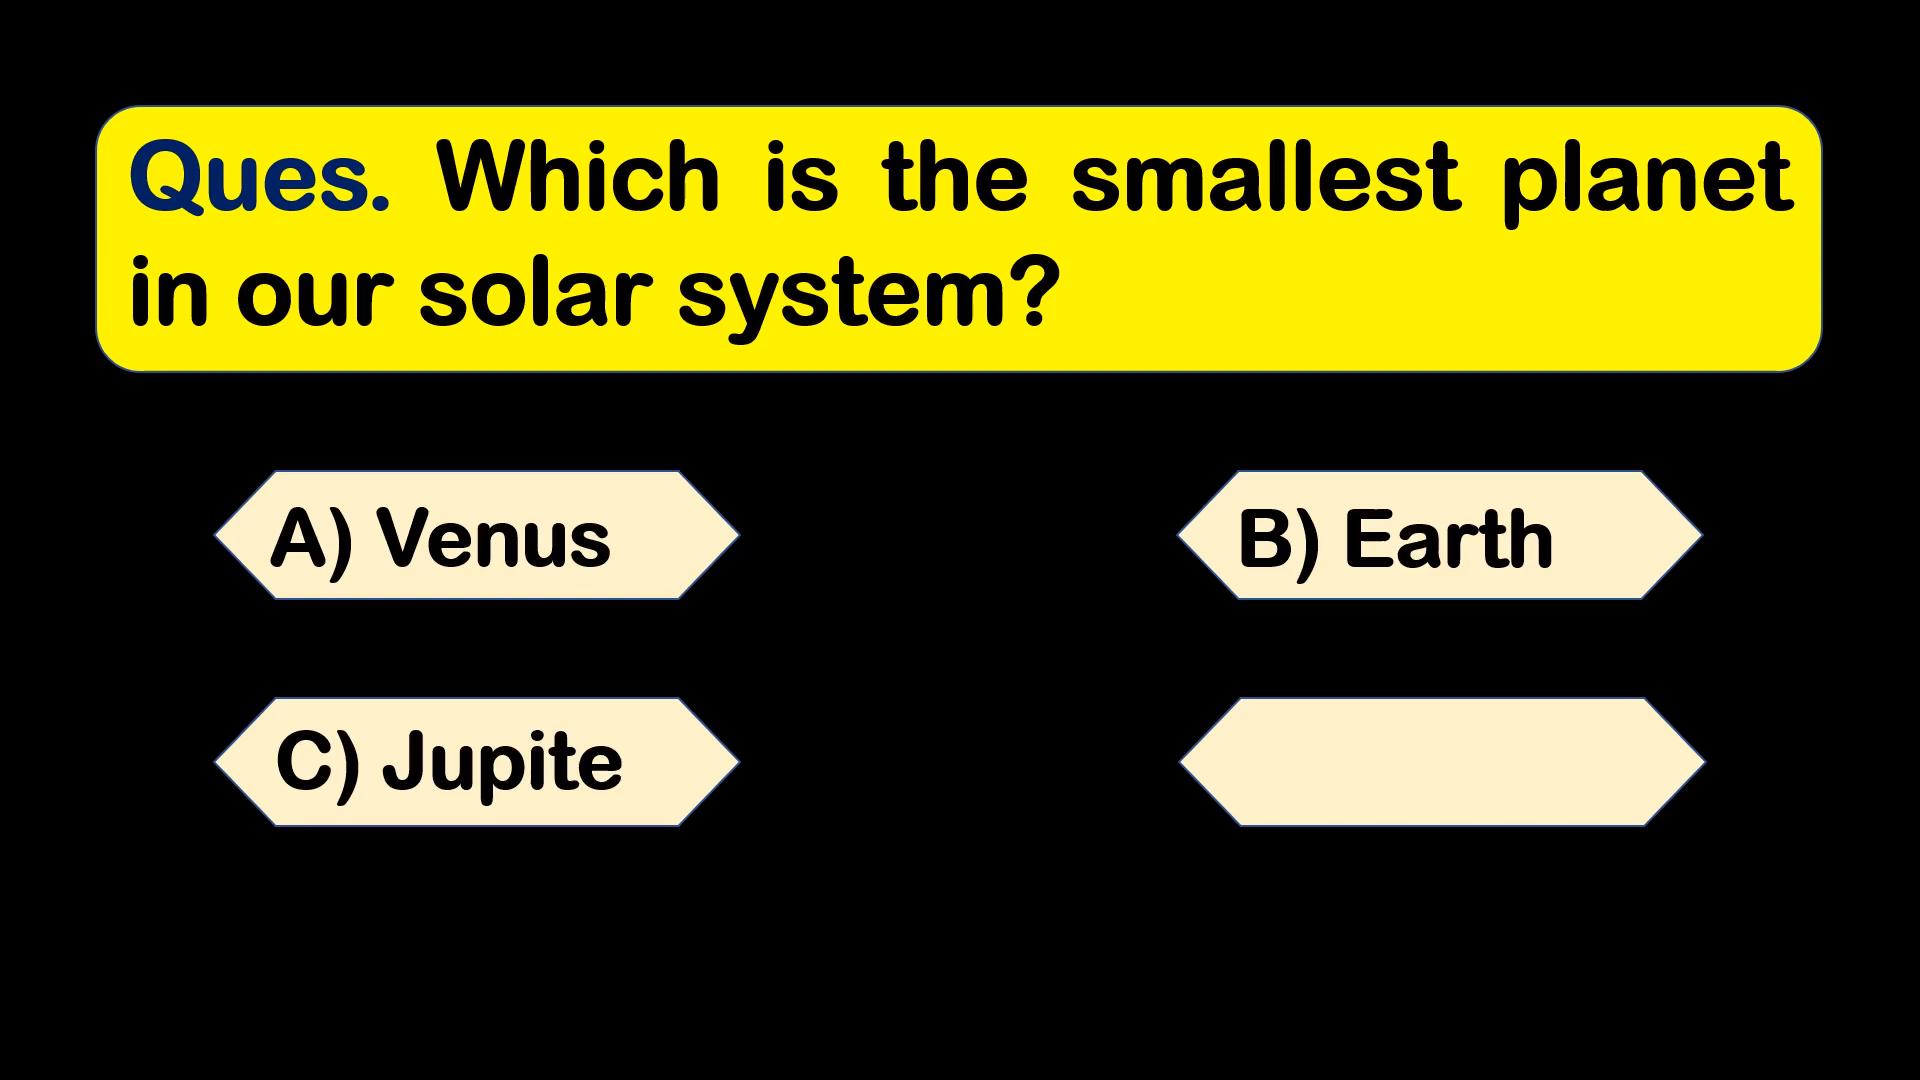 Ques. Which is the smallest planet
in our solar system?
A) Venus
B) Earth
C) Jupite